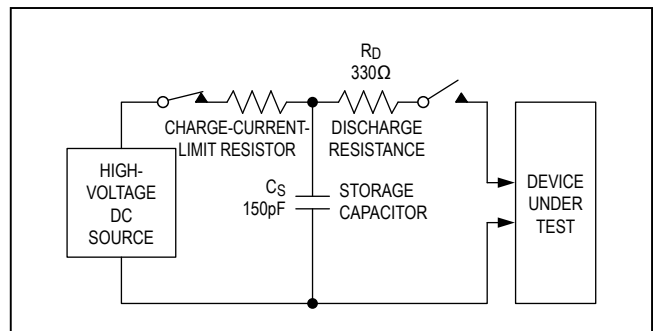 R_D
330Ω
CHARGE-CURRENT-
LIMIT RESISTOR
DISCHARGE
RESISTANCE
HIGH-
VOLTAGE
DC
SOURCE
C_S
150pF
STORAGE
CAPACITOR
DEVICE
UNDER
TEST